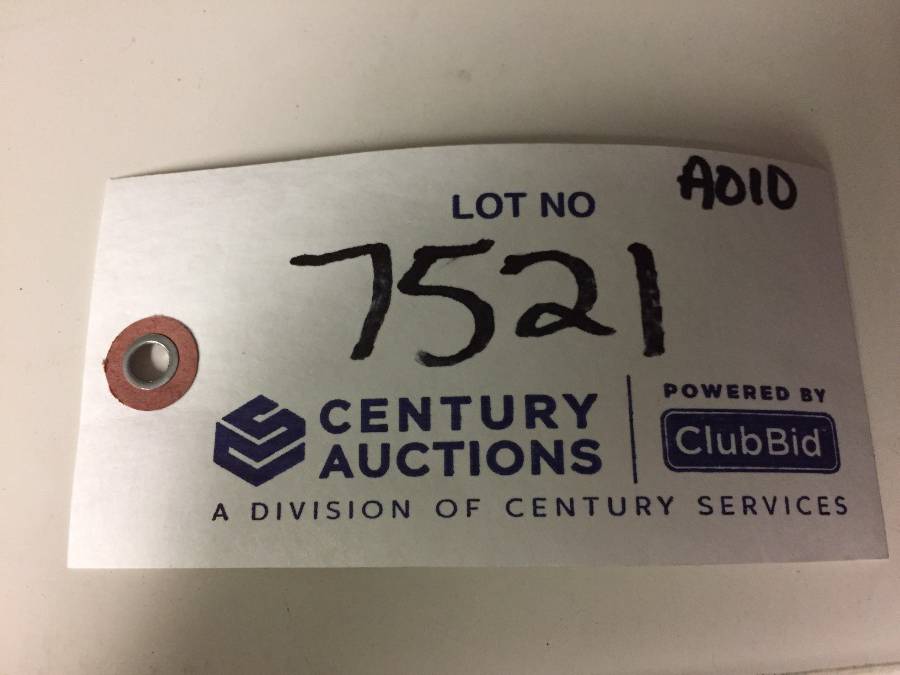 A010
LOT NO
7521
CENTURY
AUCTIONS
POWERED BY
ClubBid
A DIVISION OF CENTURY SERVICES